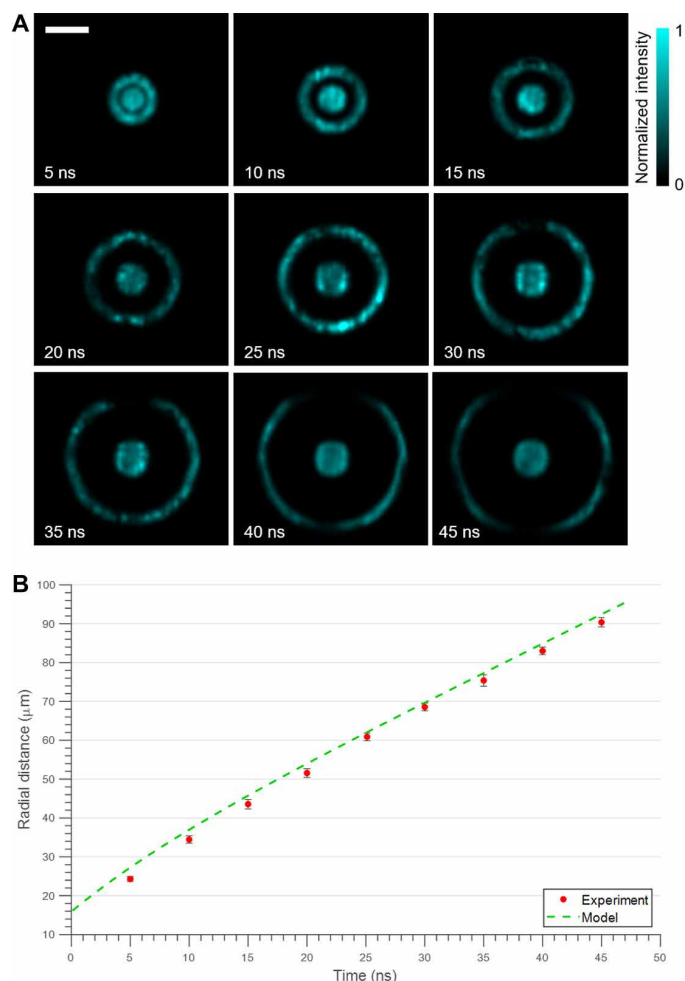 A
Normalized intensity
1
0
5 ns
10 ns
15 ns
20 ns
25 ns
30 ns
35 ns
40 ns
45 ns
B
100
90
80
70
60
50
40
30
20
10
Radial distance (μm)
0
5
10
15
20
25
30
35
40
45
50
Time (ns)
Experiment
Model